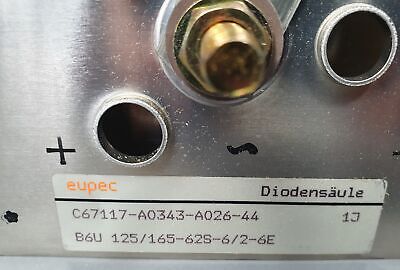 + ~
eupec Diodensäule
C67117-A0343-A026-44 1J
B6U 125/165-62S-6/2-6E